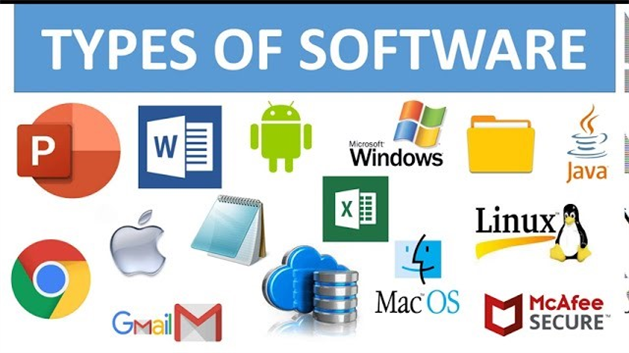 TYPES OF SOFTWARE
P
W
Microsoft
Windows
Java
X
Linux
Mac OS
Gmail
McAfee
SECURE